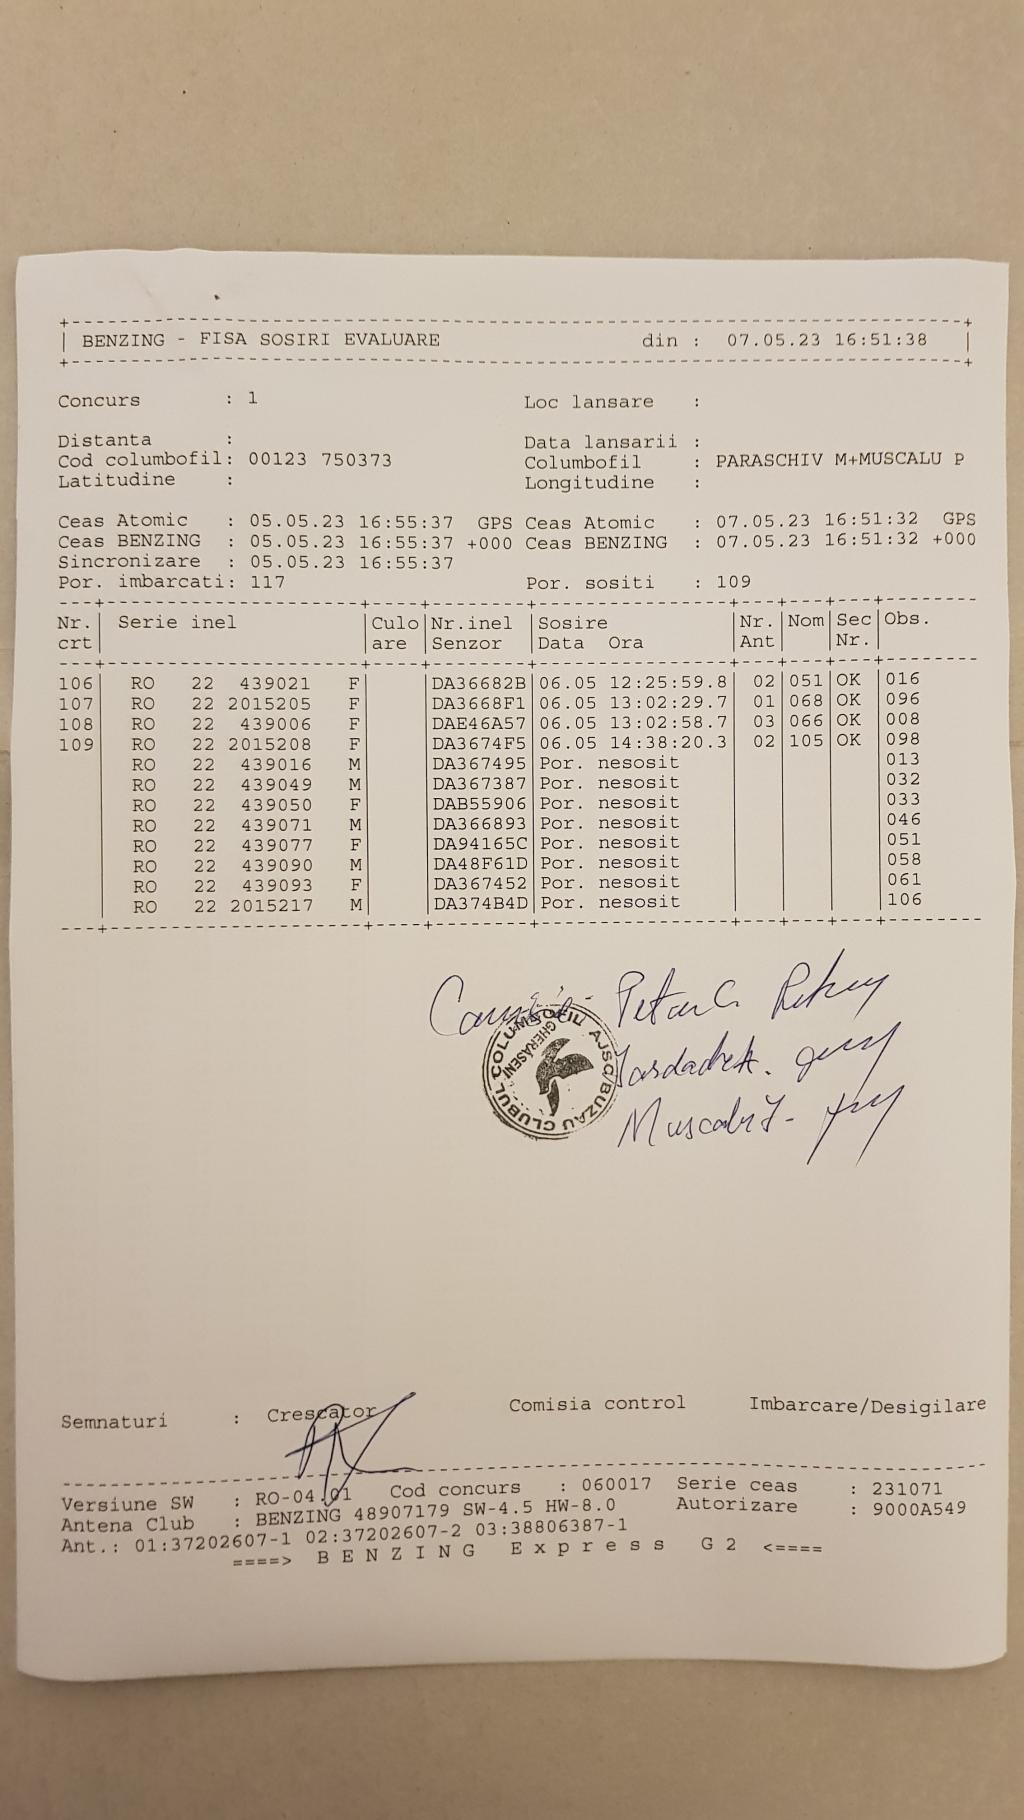 BENZING - FISA SOSIRI EVALUARE din : 07.05.23 16:51:38
Concurs : 1 Loc lansare :
Distanta : Data lansarii :
Cod columbofil: 00123 750373 Columbofil : PARASCHIV M+MUSCALU P
Latitudine : Longitudine :
Ceas Atomic : 05.05.23 16:55:37 GPS Ceas Atomic : 07.05.23 16:51:32 GPS
Ceas BENZING : 05.05.23 16:55:37 +000 Ceas BENZING : 07.05.23 16:51:32 +000
Sincronizare : 05.05.23 16:55:37
Por. imbarcati: 117 Por. sositi : 109
Nr. Serie inel Culo Nr.inel Sosire Nr. Nom Sec Obs.
crt are Senzor Data Ora Ant Nr.
106 RO 22 439021 F DA36682B 06.05 12:25:59.8 02 051 OK 016
107 RO 22 2015205 F DA3668F1 06.05 13:02:29.7 01 068 OK 096
108 RO 22 439006 F DAE46A57 06.05 13:02:58.7 03 066 OK 008
109 RO 22 2015208 F DA3674F5 06.05 14:38:20.3 02 105 OK 098
RO 22 439016 M DA367495 Por. nesosit 013
RO 22 439049 M DA367387 Por. nesosit 032
RO 22 439050 F DAB55906 Por. nesosit 033
RO 22 439071 M DA366893 Por. nesosit 046
RO 22 439077 F DA94165C Por. nesosit 051
RO 22 439090 M DA48F61D Por. nesosit 058
RO 22 439093 F DA367452 Por. nesosit 061
RO 22 2015217 M DA374B4D Por. nesosit 106
CLUBUL COLUMBOFIL AJSC/BUZAU
GHERASENI
Semnaturi : Crescator Comisia control Imbarcare/Desigilare
Versiune SW : RO-04.01 Cod concurs : 060017 Serie ceas : 231071
Antena Club : BENZING 48907179 SW-4.5 HW-8.0 Autorizare : 9000A549
Ant.: 01:37202607-1 02:37202607-2 03:38806387-1
====> B E N Z I N G E x p r e s s G 2 <====